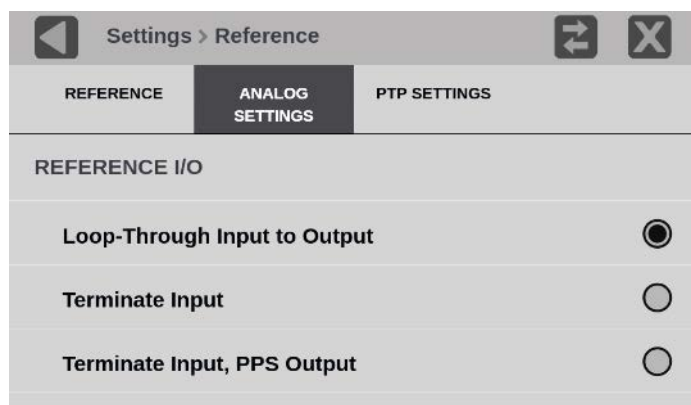 Settings > Reference
REFERENCE
ANALOG
SETTINGS
PTP SETTINGS
REFERENCE I/O
Loop-Through Input to Output
Terminate Input
Terminate Input, PPS Output